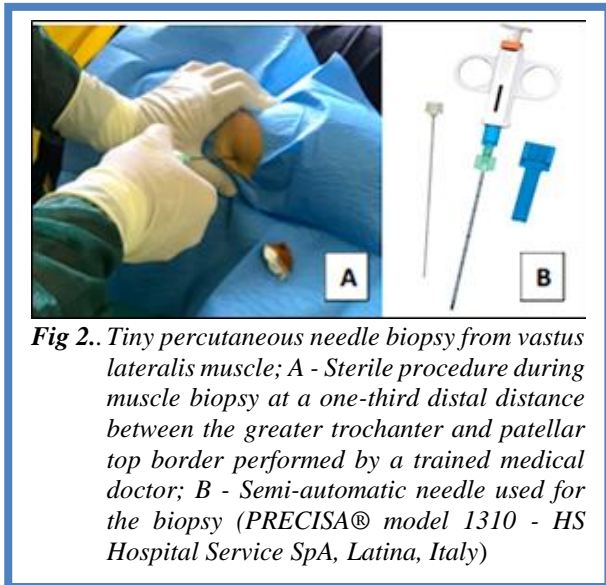 A
B
Fig 2.. Tiny percutaneous needle biopsy from vastus
lateralis muscle; A - Sterile procedure during
muscle biopsy at a one-third distal distance
between the greater trochanter and patellar
top border performed by a trained medical
doctor; B - Semi-automatic needle used for
the biopsy (PRECISA® model 1310 - HS
Hospital Service SpA, Latina, Italy)